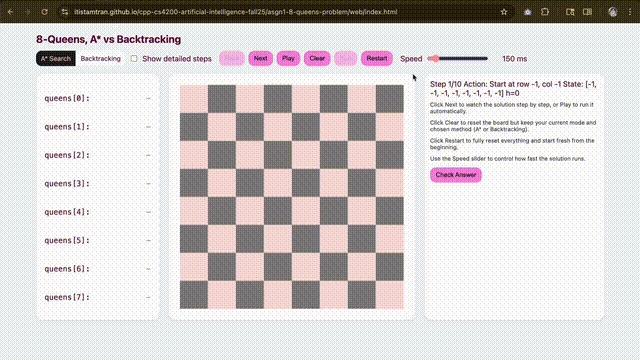 itistamtran.github.io/cpp-cs4200-artificial-intelligence-fall25/asgn1-8-queens-problem/web/index.html
8-Queens, A* vs Backtracking
A* Search Backtracking Show detailed steps Next Play Clear Restart Speed 150 ms
queens[0]: —
queens[1]: —
queens[2]: —
queens[3]: —
queens[4]: —
queens[5]: —
queens[6]: —
queens[7]: —
Step 1/10 Action: Start at row -1, col -1 State: [-1,
-1, -1, -1, -1, -1, -1, -1] h=0
Click Next to watch the solution step by step, or Play to run it
automatically.
Click Clear to reset the board but keep your current mode and
chosen method (A* or Backtracking).
Click Restart to fully reset everything and start fresh from the
beginning.
Use the Speed slider to control how fast the solution runs.
Check Answer